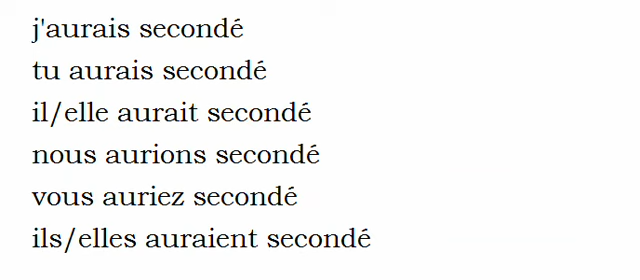 j'aurais secondé
tu aurais secondé
il/elle aurait secondé
nous aurions secondé
vous auriez secondé
ils/elles auraient secondé